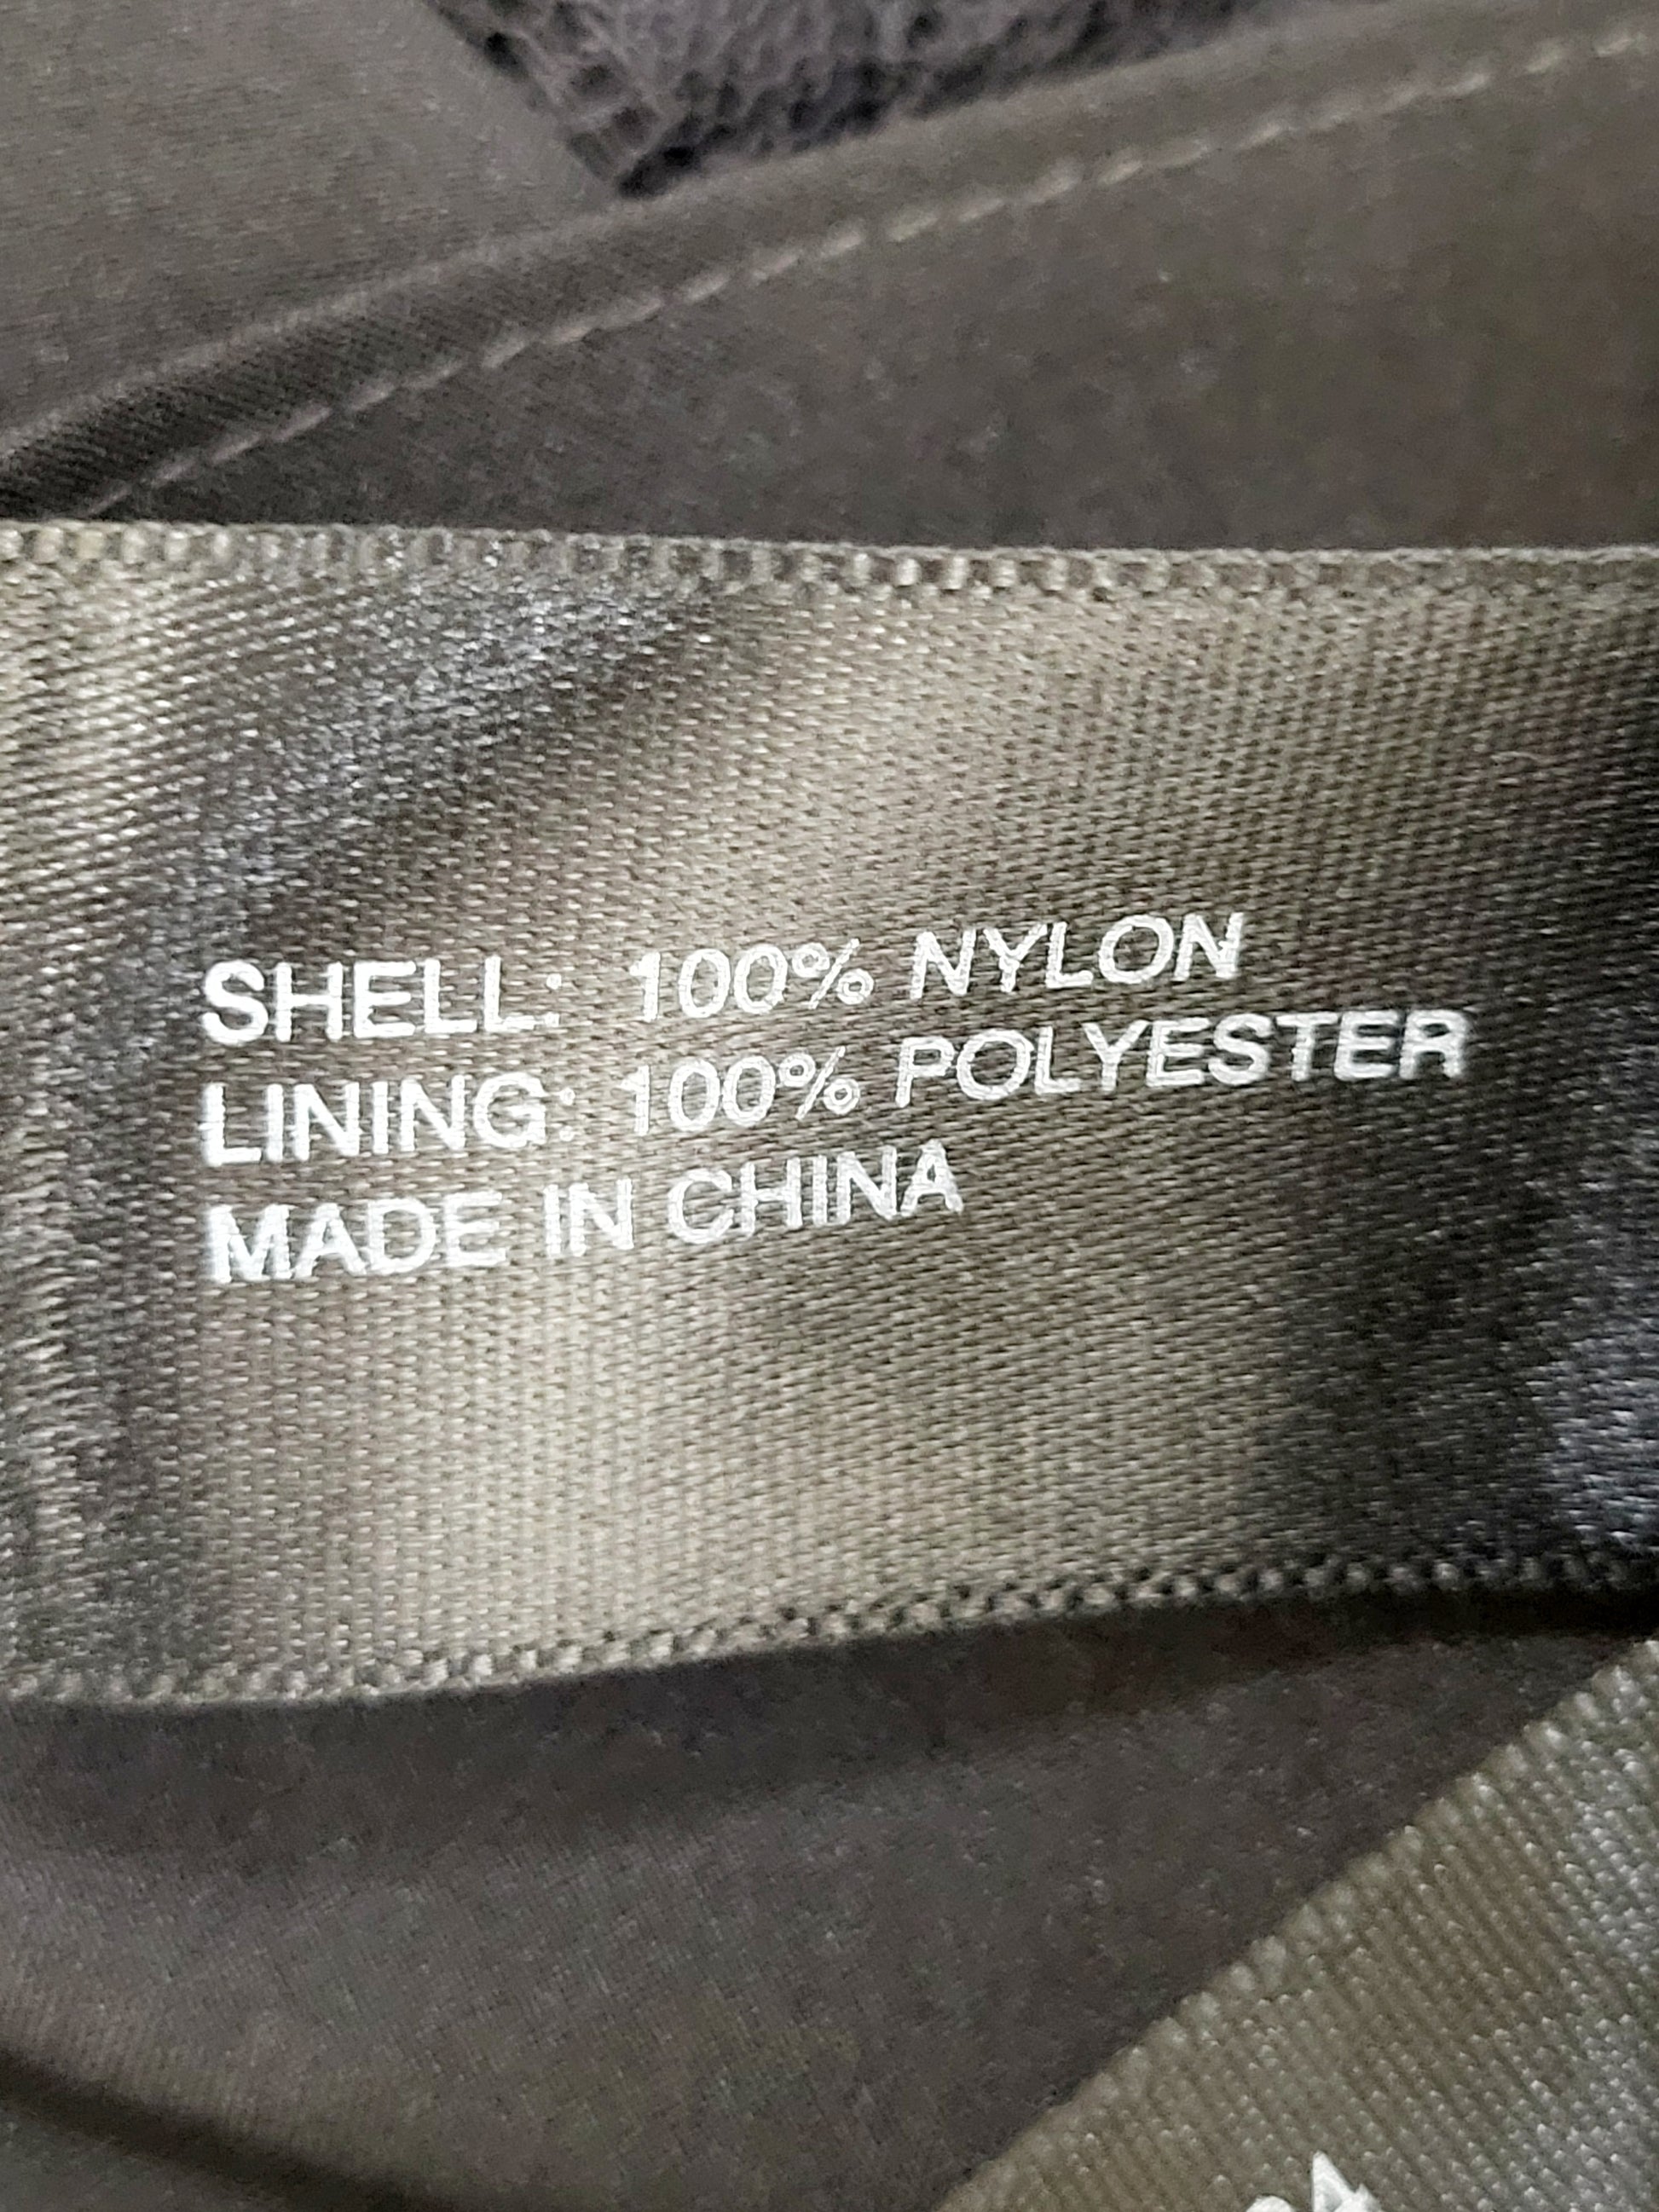 SHELL: 100% NYLON
LINING: 100% POLYESTER
MADE IN CHINA